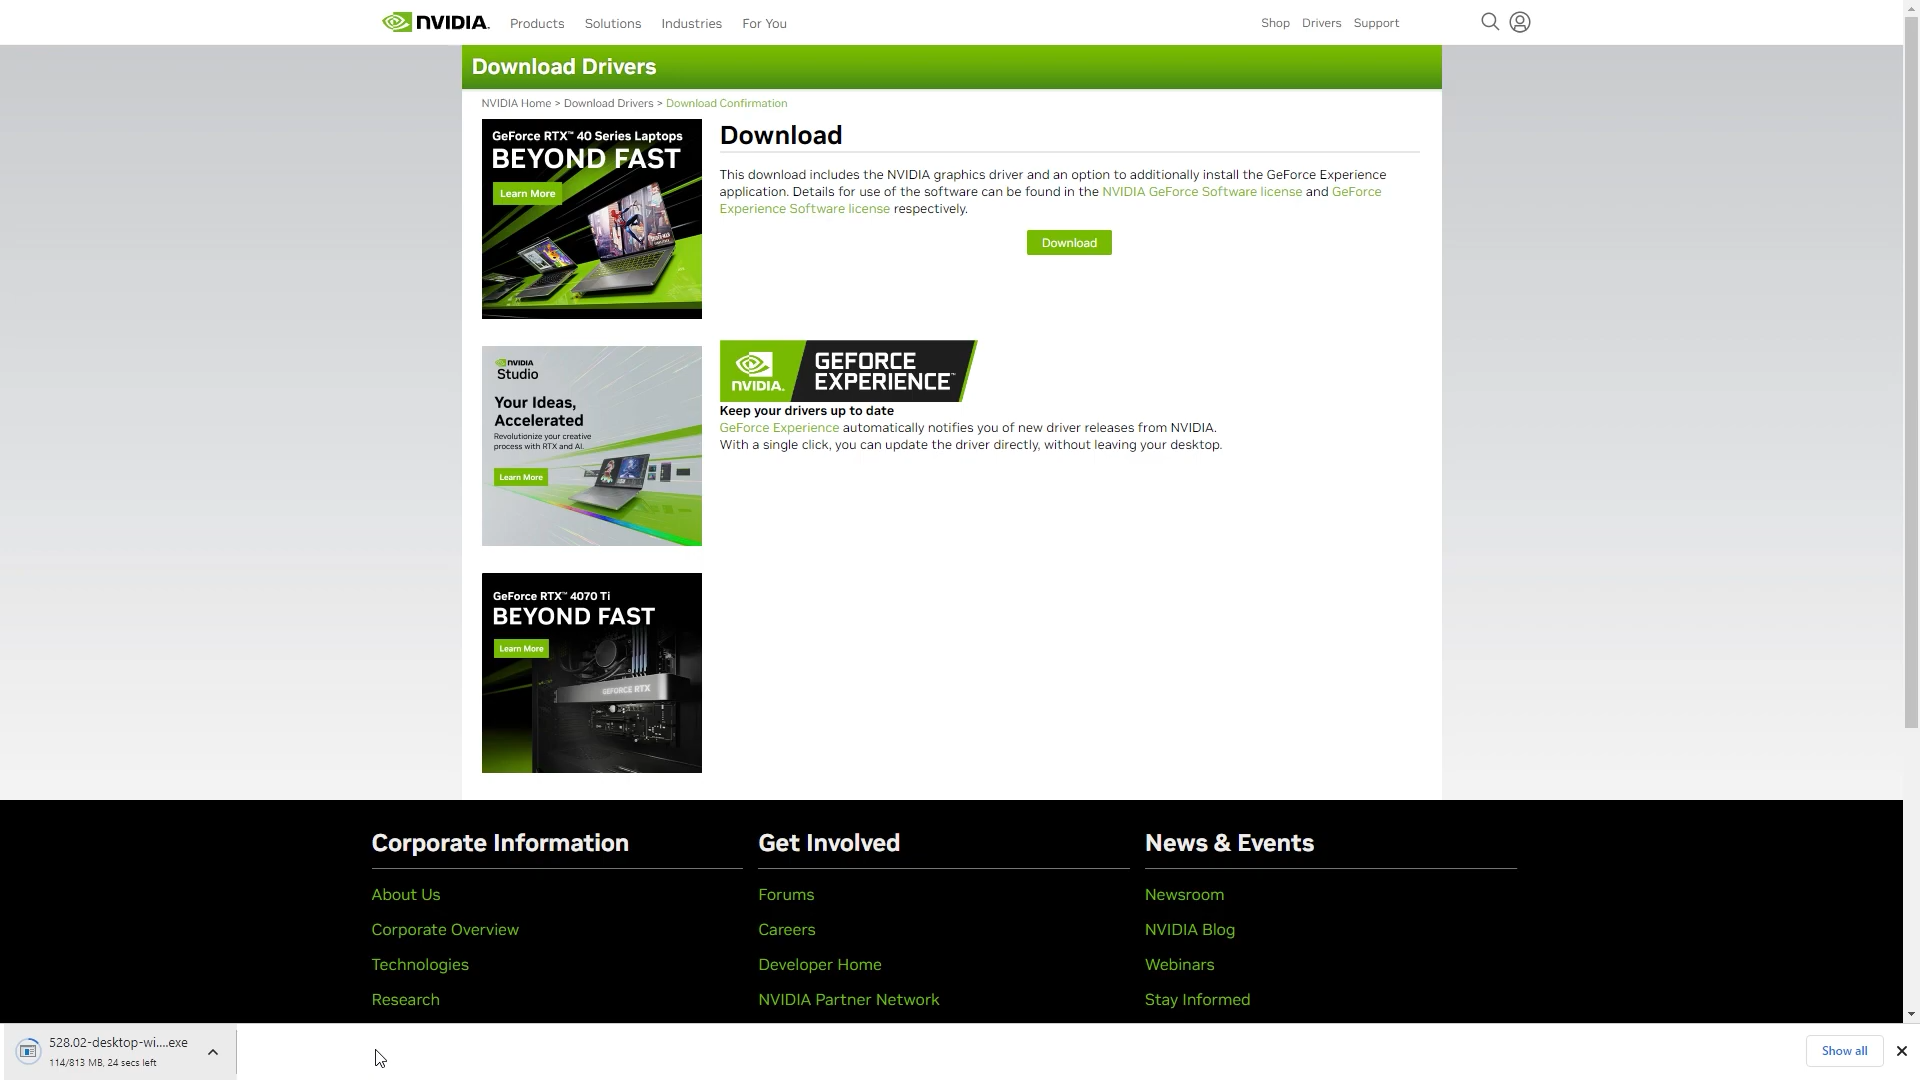 NVIDIA.
Products
Solutions
Industries
For You
Shop
Drivers
Support
Download Drivers
NVIDIA Home > Download Drivers > Download Confirmation
GeForce RTX™ 40 Series Laptops
BEYOND FAST
Learn More
Download
This download includes the NVIDIA graphics driver and an option to additionally install the GeForce Experience
application. Details for use of the software can be found in the NVIDIA GeForce Software license and GeForce
Experience Software license respectively.
Download
NVIDIA
Studio
Your Ideas,
Accelerated
Revolutionize your creative
process with RTX and AI.
Learn More
NVIDIA.
GEFORCE
EXPERIENCE™
Keep your drivers up to date
GeForce Experience automatically notifies you of new driver releases from NVIDIA.
With a single click, you can update the driver directly, without leaving your desktop.
GeForce RTX™ 4070 Ti
BEYOND FAST
Learn More
GEFORCE RTX
Corporate Information
About Us
Corporate Overview
Technologies
Research
Get Involved
Forums
Careers
Developer Home
NVIDIA Partner Network
News & Events
Newsroom
NVIDIA Blog
Webinars
Stay Informed
528.02-desktop-wi....exe
114/813 MB, 24 secs left
Show all